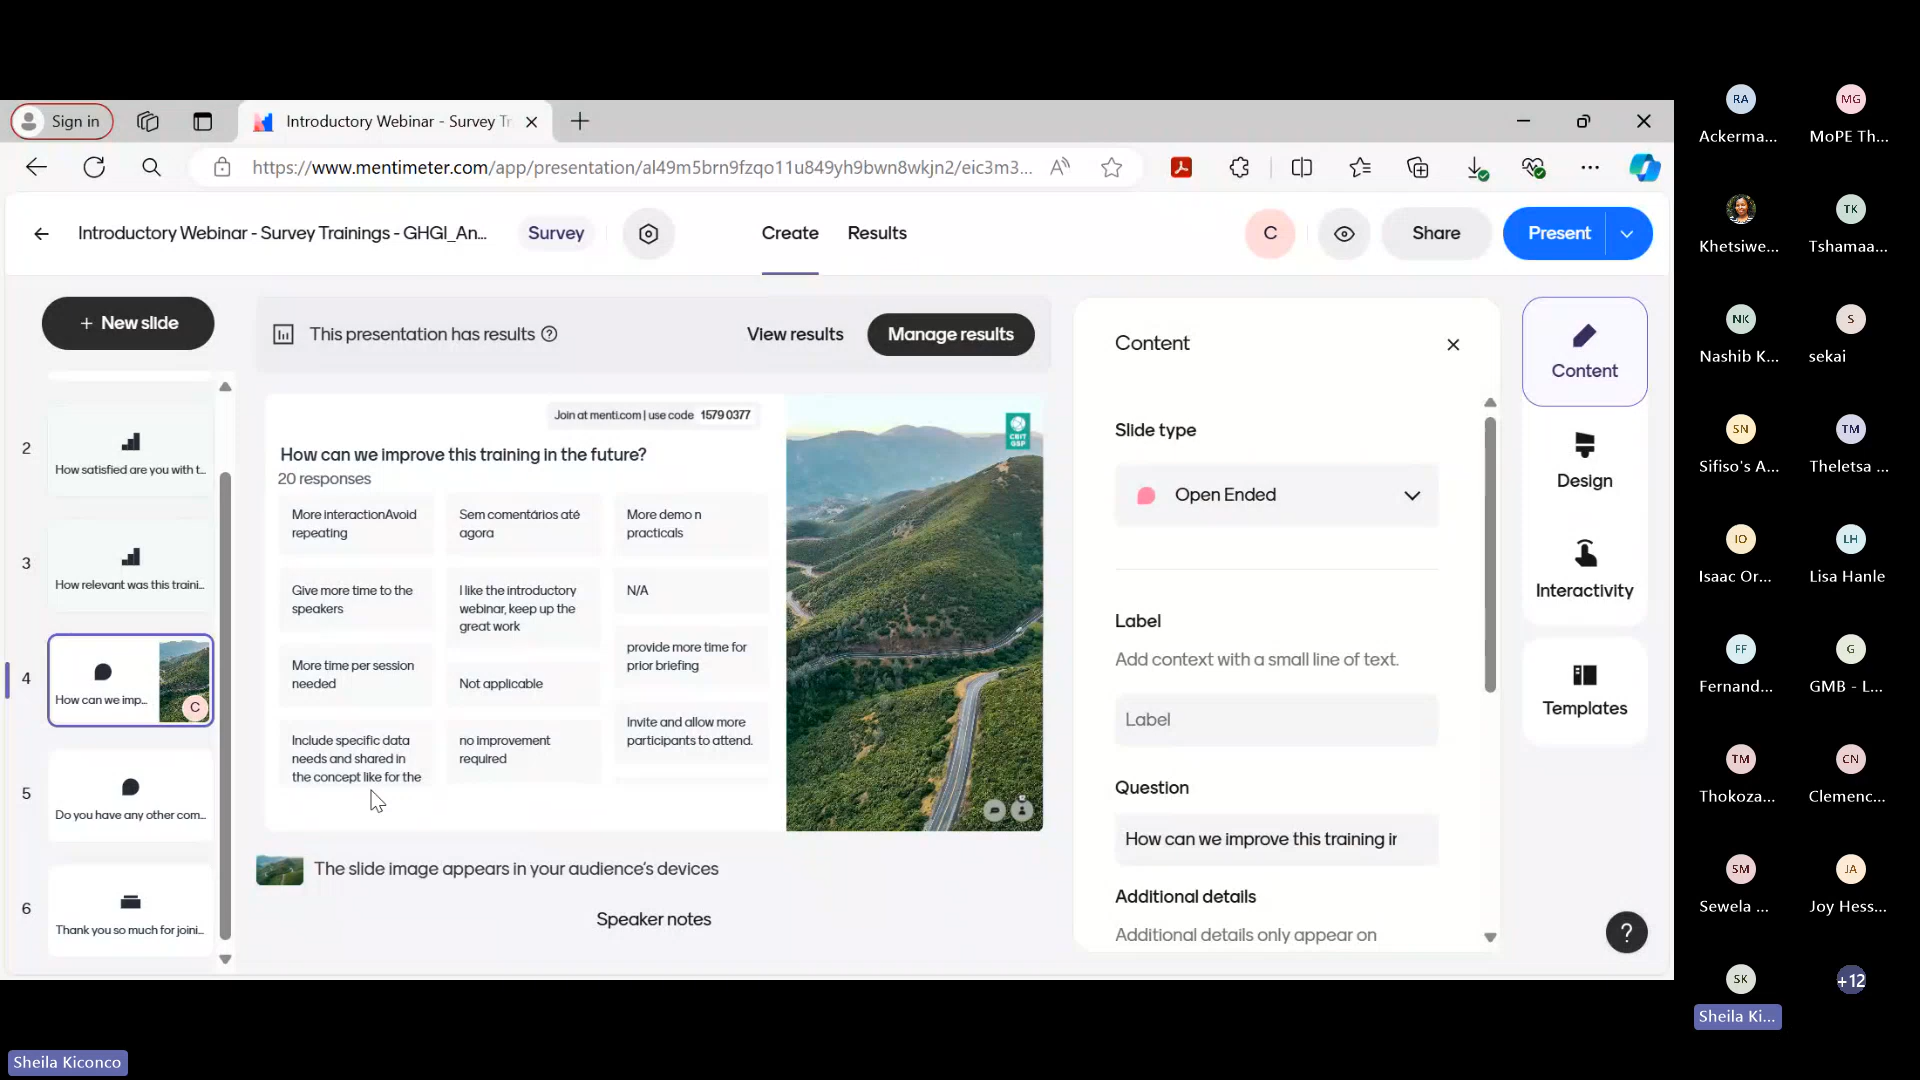 Sign in
Introductory Webinar - Survey Tr
https://www.mentimeter.com/app/presentation/al49m5brn9fzqo11u849yh9bwn8wkjn2/eic3m3...
Introductory Webinar - Survey Trainings - GHGI_An...
Survey
Create
Results
C
Share
Present
+ New slide
2
How satisfied are you with t...
3
How relevant was this traini...
4
How can we imp...
C
5
Do you have any other com...
6
Thank you so much for joini...
This presentation has results
View results
Manage results
Join at menti.com | use code 1579 0377
CBIT
GSP
How can we improve this training in the future?
20 responses
More interactionAvoid
repeating
Give more time to the
speakers
More time per session
needed
Include specific data
needs and shared in
the concept like for the
Sem comentários até
agora
I like the introductory
webinar, keep up the
great work
Not applicable
no improvement
required
More demo n
practicals
N/A
provide more time for
prior briefing
Invite and allow more
participants to attend.
The slide image appears in your audience's devices
Speaker notes
Content
Slide type
Open Ended
Label
Add context with a small line of text.
Label
Question
How can we improve this training ir
Additional details
Additional details only appear on
Content
Design
Interactivity
Templates
?
RA
Ackerma...
MG
MoPE Th...
Khetsiwe...
TK
Tshamaa...
NK
Nashib K...
S
sekai
SN
Sifiso's A...
TM
Theletsa ...
IO
Isaac Or...
LH
Lisa Hanle
FF
Fernand...
G
GMB - L...
TM
Thokoza...
CN
Clemenc...
SM
Sewela ...
JA
Joy Hess...
SK
Sheila Ki...
+12
Sheila Kiconco